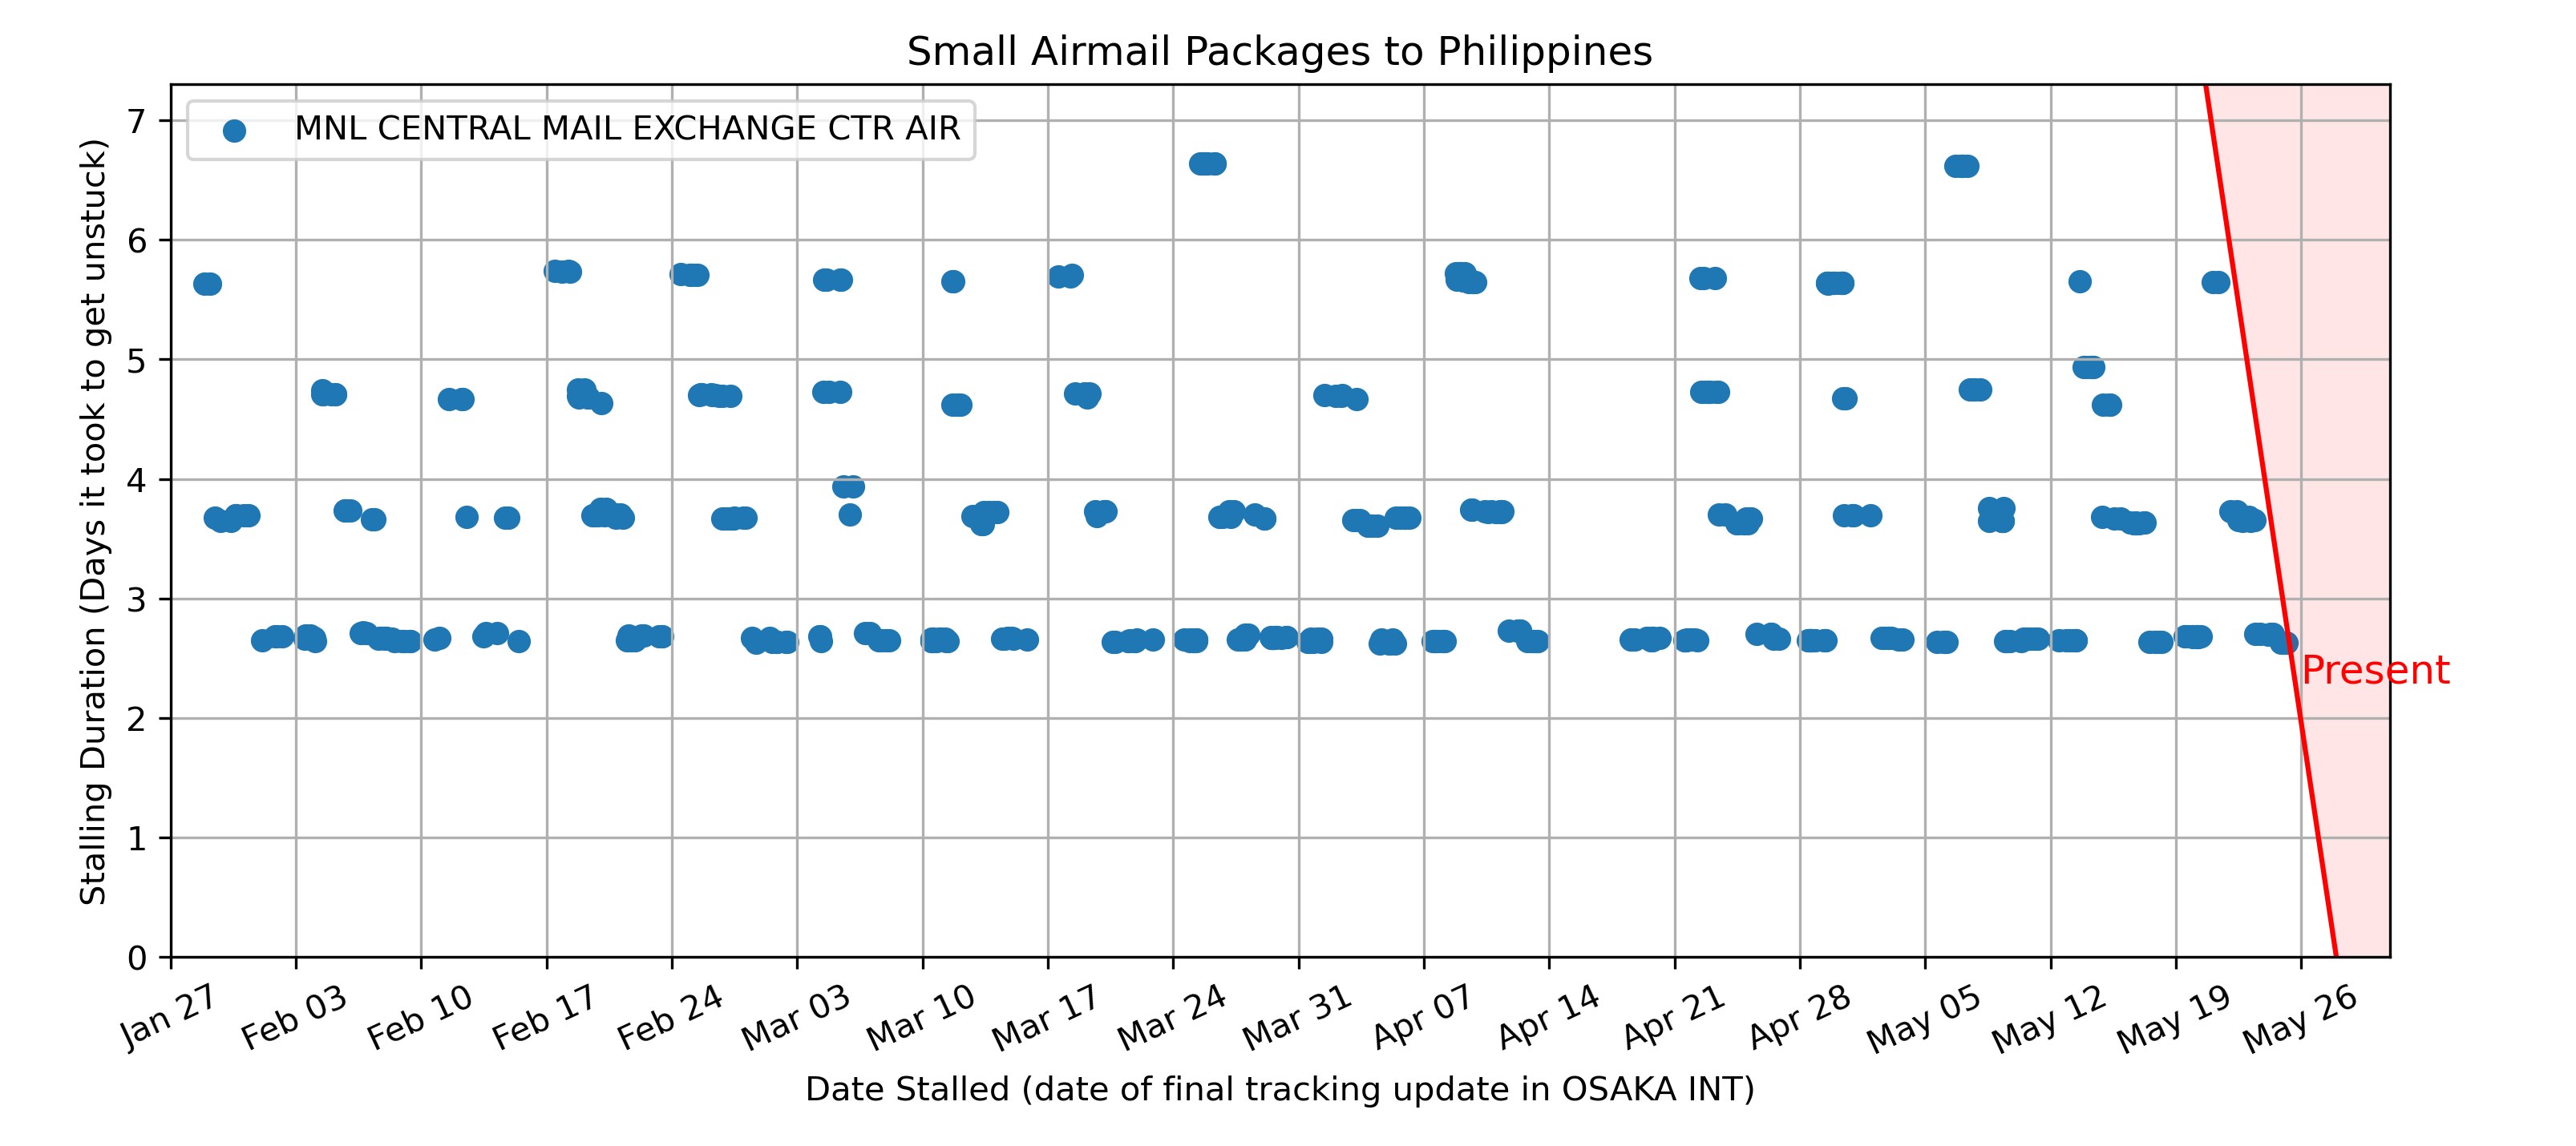 Small Airmail Packages to Philippines
MNL CENTRAL MAIL EXCHANGE CTR AIR
Stalling Duration (Days it took to get unstuck)
7
6
5
4
3
2
1
0
Present
Jan 27
Feb 03
Feb 10
Feb 17
Feb 24
Mar 03
Mar 10
Mar 17
Mar 24
Mar 31
Apr 07
Apr 14
Apr 21
Apr 28
May 05
May 12
May 19
May 26
Date Stalled (date of final tracking update in OSAKA INT)